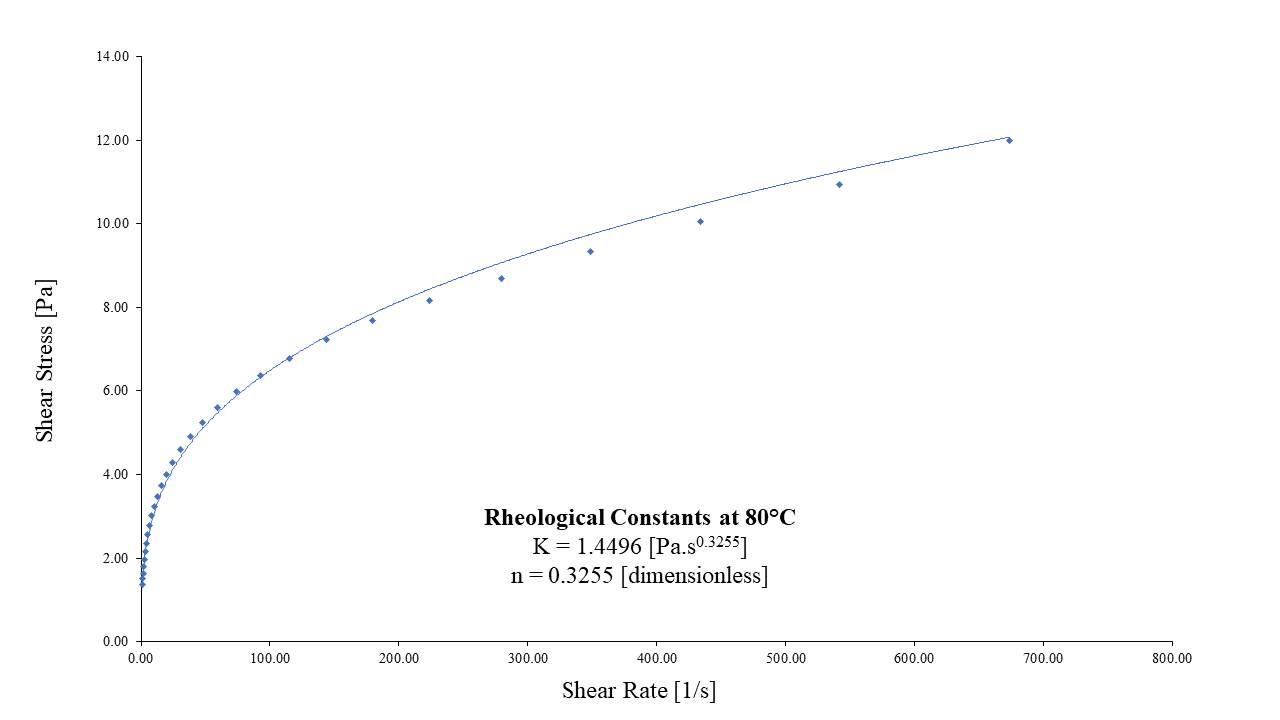 14.00
12.00
10.00
8.00
6.00
4.00
2.00
0.00
Shear Stress [Pa]
Rheological Constants at 80°C
K = 1.4496 [Pa.s^0.3255]
n = 0.3255 [dimensionless]
0.00 100.00 200.00 300.00 400.00 500.00 600.00 700.00 800.00
Shear Rate [1/s]